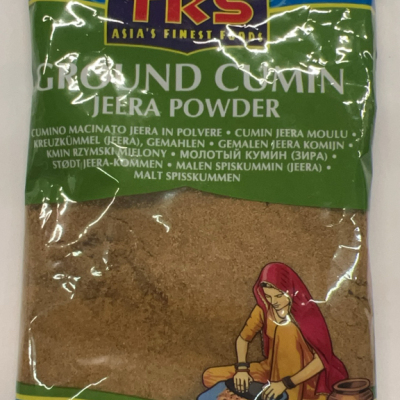 TRS
ASIA'S FINEST FOODS
GROUND CUMIN
JEERA POWDER
CUMINO MACINATO JEERA IN POLVERE • CUMIN JEERA MOULU •
KREUZKÜMMEL (JEERA), GEMAHLEN • GEMALEN JEERA KOMIJN •
KMIN RZYMSKI MIELONY • МОЛОТЫЙ КУМИН (ЗИРА) •
STØDT JEERA-KOMMEN • MALEN SPISKUMMIN (JEERA) •
MALT SPISSKUMMEN